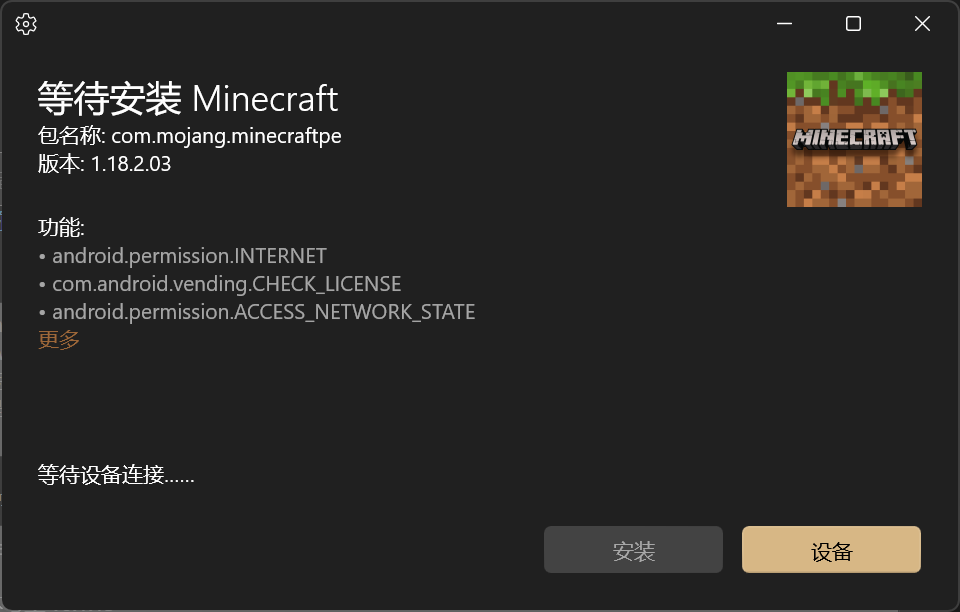 等待安装 Minecraft
包名称: com.mojang.minecraftpe
版本: 1.18.2.03
MINECRAFT
功能:
• android.permission.INTERNET
• com.android.vending.CHECK_LICENSE
• android.permission.ACCESS_NETWORK_STATE
更多
等待设备连接......
安装
设备